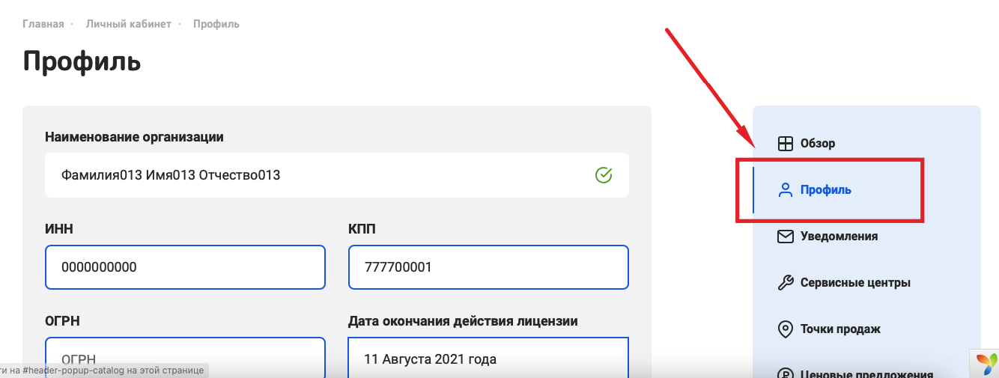 Главная · Личный кабинет · Профиль
Профиль
Наименование организации
Фамилия013 Имя013 Отчество013
ИНН
КПП
0000000000
777700001
ОГРН
Дата окончания действия лицензии
ОГРН
11 Августа 2021 года
на #header-popup-catalog на этой странице
Обзор
Профиль
Уведомления
Сервисные центры
Точки продаж
Ценовые предложения